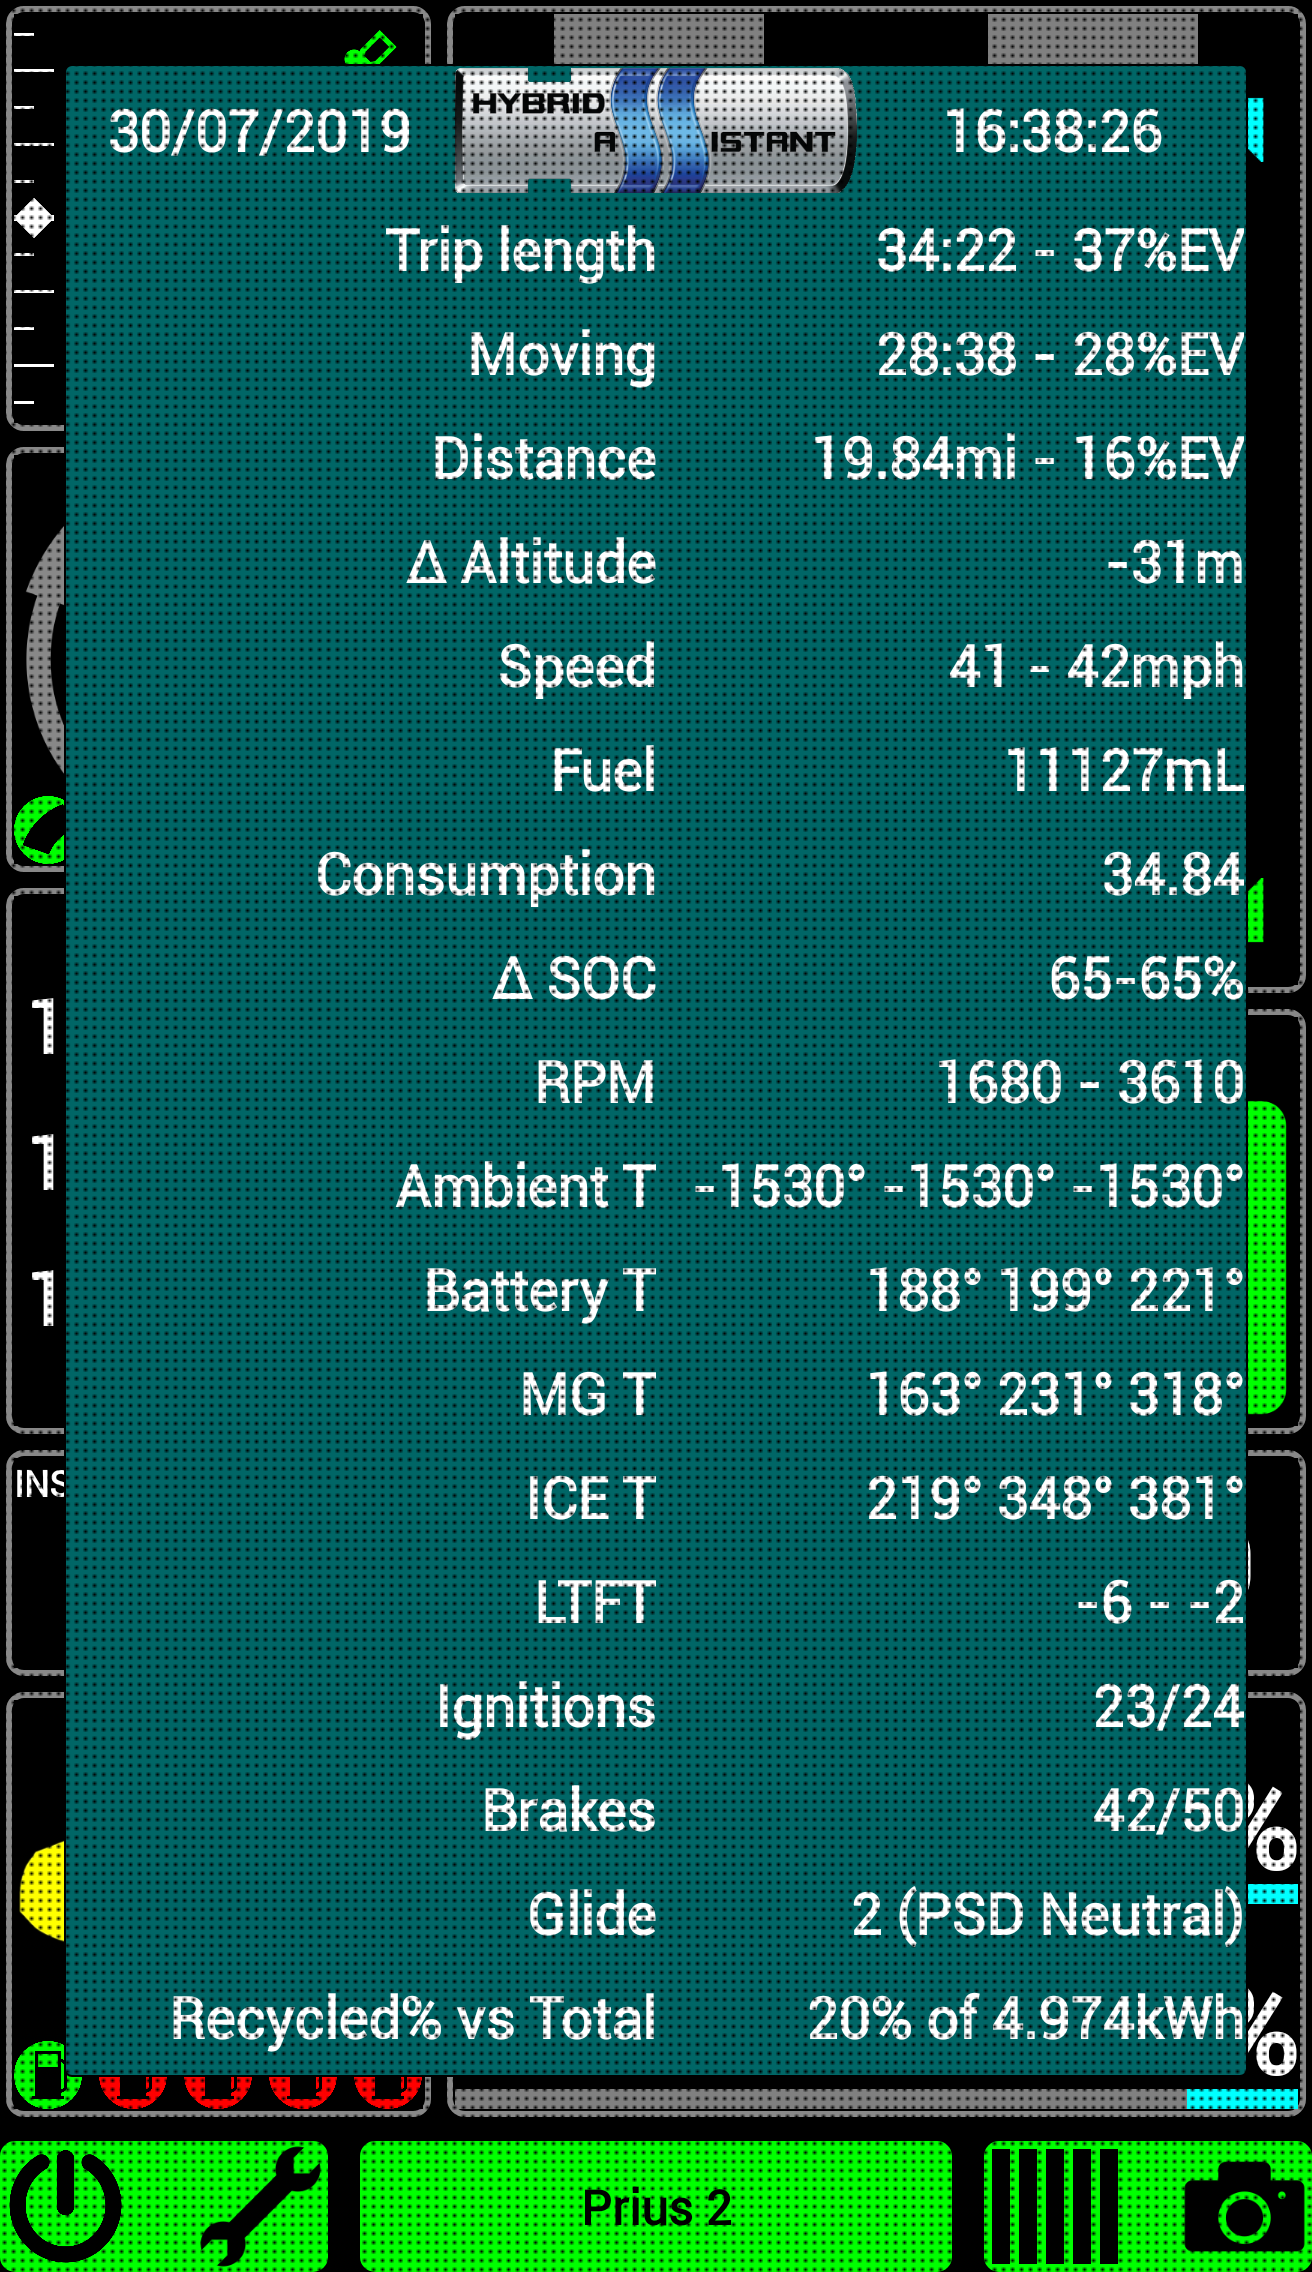 30/07/2019 HYBRID A ISTANT 16:38:26
Trip length 34:22 - 37%EV
Moving 28:38 - 28%EV
Distance 19.84mi - 16%EV
Δ Altitude -31m
Speed 41 - 42mph
Fuel 11127mL
Consumption 34.84
Δ SOC 65-65%
1
RPM 1680 - 3610
1
Ambient T -1530° -1530° -1530°
Battery T 188° 199° 221°
1
MG T 163° 231° 318°
INS
ICE T 219° 348° 381°
LTFT -6 - -2
Ignitions 23/24
Brakes 42/50
%
Glide 2 (PSD Neutral)
Recycled% vs Total 20% of 4.974kWh
%
Prius 2